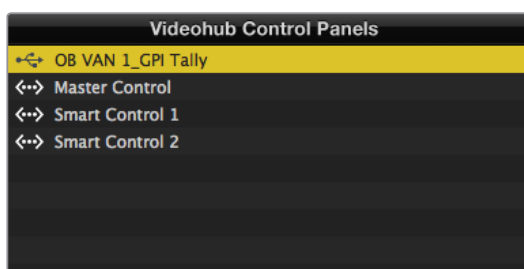 Videohub Control Panels
OB VAN 1_GPI Tally
Master Control
Smart Control 1
Smart Control 2